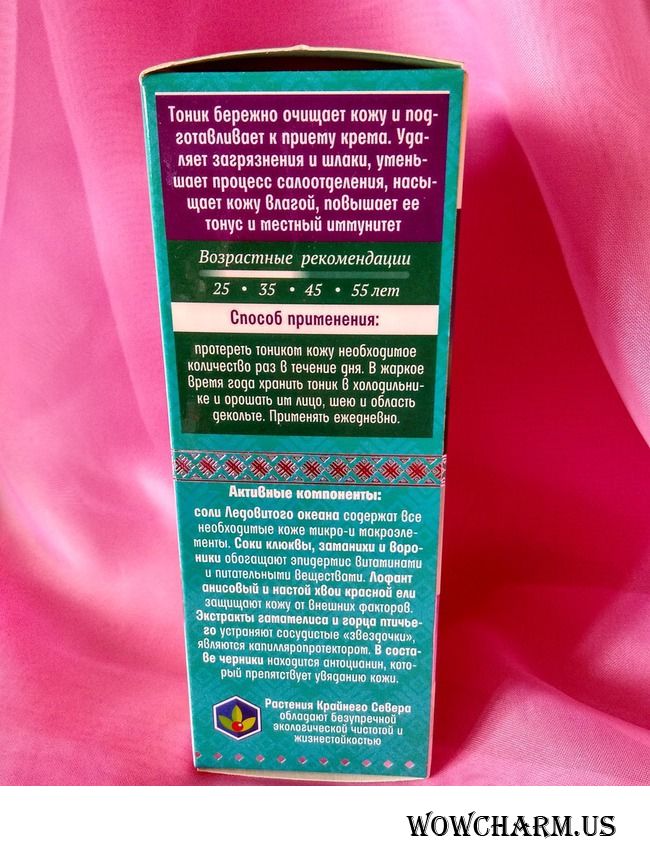 Тоник бережно очищает кожу и под-
готавливает к приему крема. Уда-
ляет загрязнения и шлаки, умень-
шает процесс салоотделения, насы-
щает кожу влагой, повышает ее
тонус и местный иммунитет
Возрастные рекомендации
25 • 35 • 45 • 55 лет
Способ применения:
протереть тоником кожу необходимое
количество раз в течение дня. В жаркое
время года хранить тоник в холодильни-
ке и орошать им лицо, шею и область
декольте. Применять ежедневно.
Активные компоненты:
соли Ледовитого океана содержат все
необходимые коже микро-и макроэле-
менты. Соки клюквы, заманихи и воро-
ники обогащают эпидермис витаминами
и питательными веществами. Лофант
анисовый и настой хвои красной ели
защищают кожу от внешних факторов.
Экстракты гамамелиса и горца птичье-
го устраняют сосудистые «звездочки»,
являются капилляропротектором. В соста-
ве черники находится антоцианин, кото-
рый препятствует увяданию кожи.
Растения Крайнего Севера
обладают безупречной
экологической чистотой и
жизнестойкостью
WOWCHARM.US